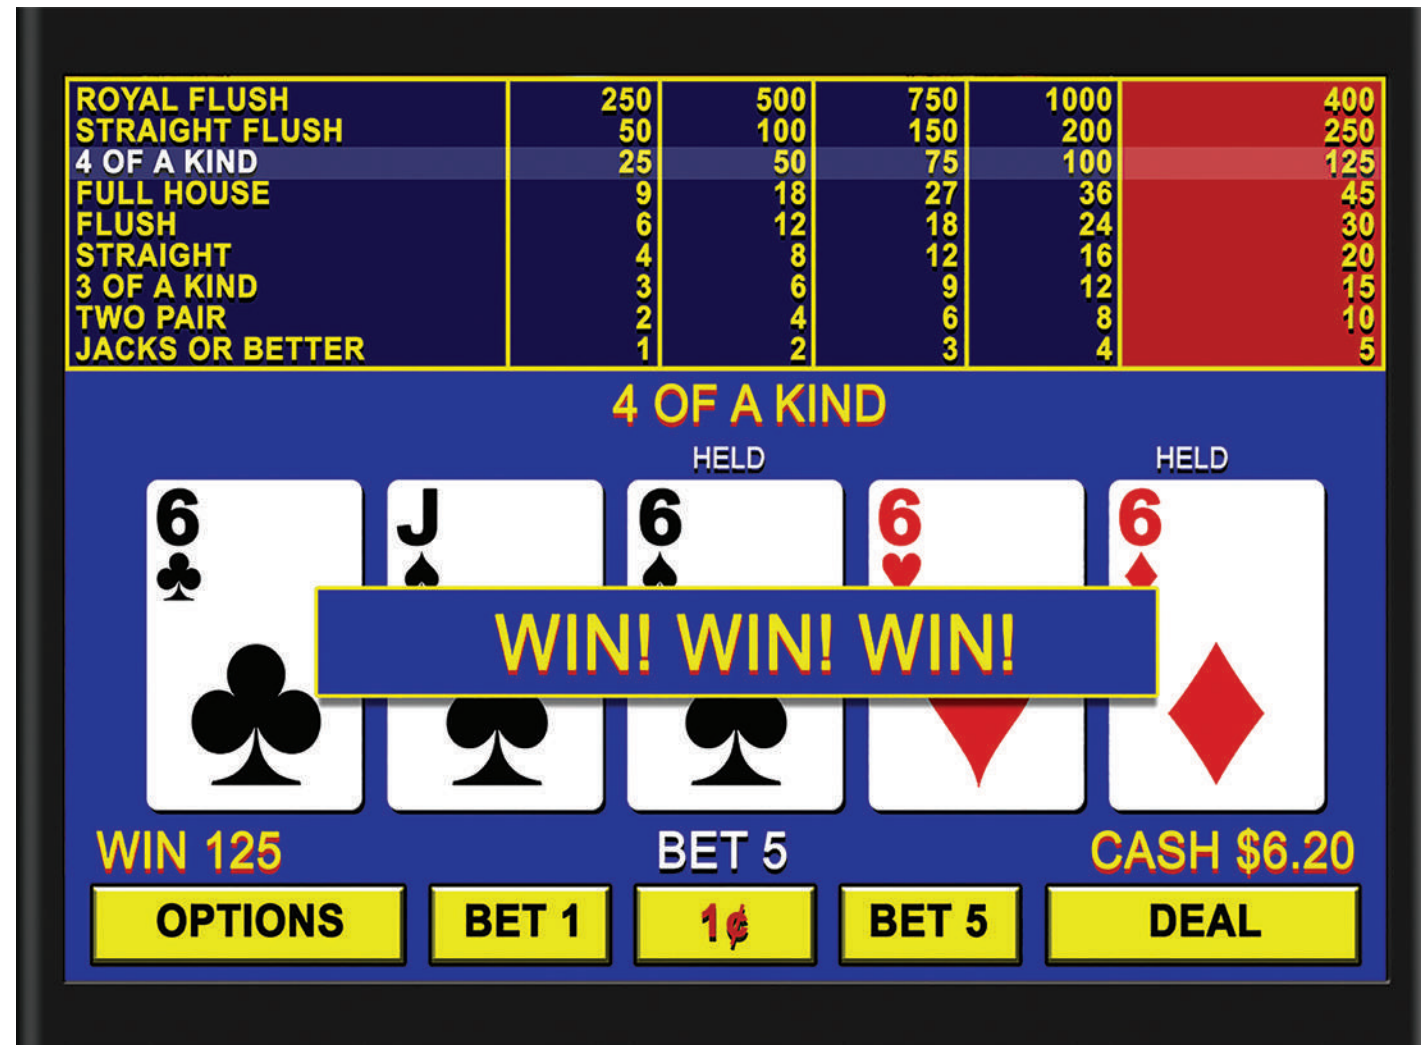 ROYAL FLUSH 250 500 750 1000 400
STRAIGHT FLUSH 50 100 150 200 250
4 OF A KIND 25 50 75 100 125
FULL HOUSE 9 18 27 36 45
FLUSH 6 12 18 24 30
STRAIGHT 4 8 12 16 20
3 OF A KIND 3 6 9 12 15
TWO PAIR 2 4 6 8 10
JACKS OR BETTER 1 2 3 4 5
4 OF A KIND
HELD HELD
6 J 6 6 6
WIN! WIN! WIN!
WIN 125 BET 5 CASH $6.20
OPTIONS BET 1 1¢ BET 5 DEAL